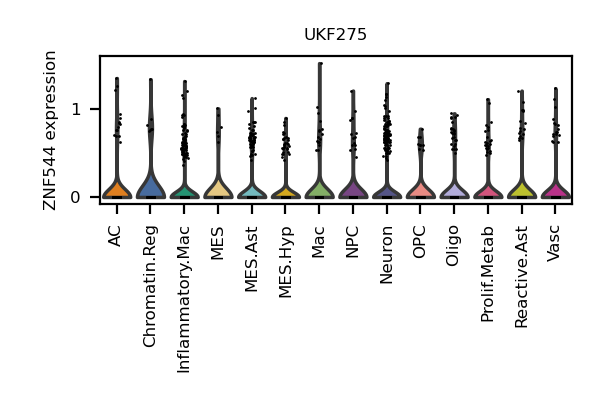 UKF275
ZNF544 expression
1
0
AC
Chromatin.Reg
Inflammatory.Mac
MES
MES.Ast
MES.Hyp
Mac
NPC
Neuron
OPC
Oligo
Prolif.Metab
Reactive.Ast
Vasc